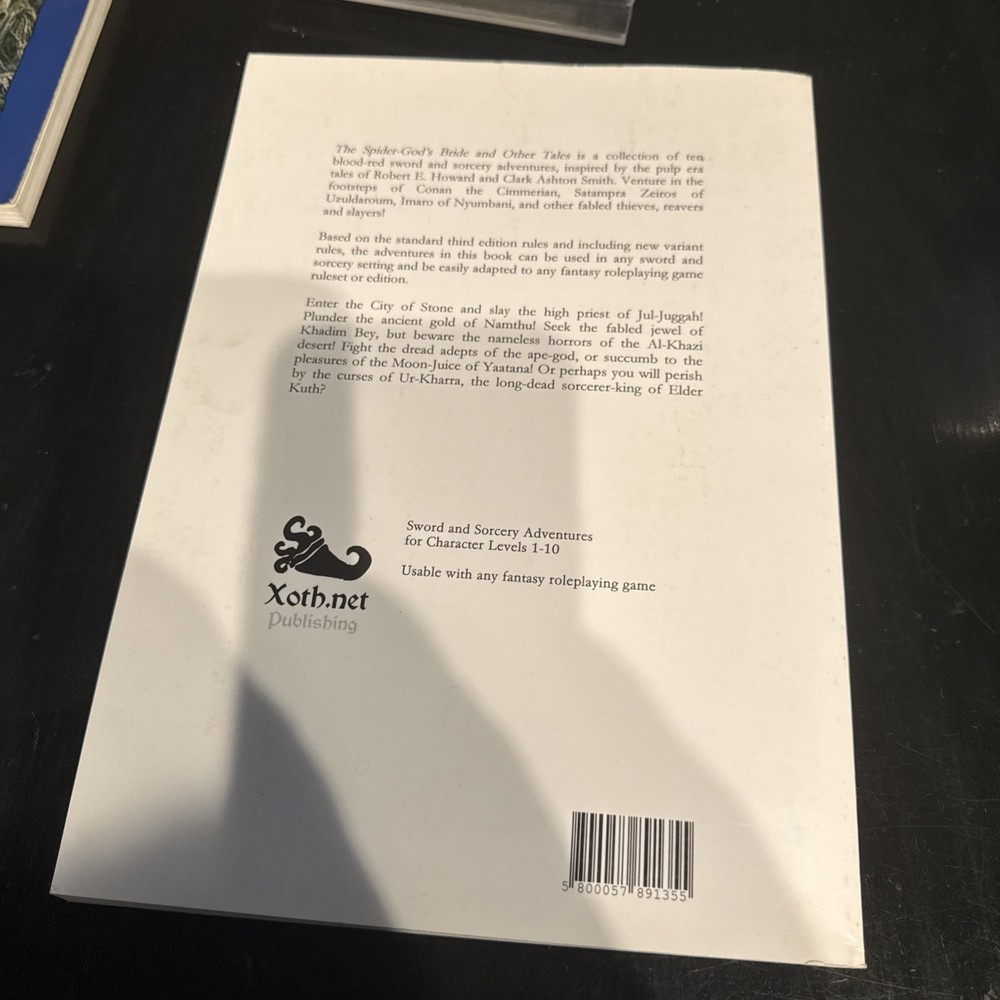 The Spider-God's Bride and Other Tales is a collection of ten
blood-red sword and sorcery adventures, inspired by the pulp era
tales of Robert E. Howard and Clark Ashton Smith. Venture in the
footsteps of Conan the Cimmerian, Satampra Zeiros of
Uzuldaroum, Imaro of Nyumbani, and other fabled thieves, reavers
and slayers!
Based on the standard third edition rules and including new variant
rules, the adventures in this book can be used in any sword and
sorcery setting and be easily adapted to any fantasy roleplaying game
ruleset or edition.
Enter the City of Stone and slay the high priest of Jul-Juggah!
Plunder the ancient gold of Namthu! Seek the fabled jewel of
Khadim Bey, but beware the nameless horrors of the Al-Khazi
desert! Fight the dread adepts of the ape-god, or succumb to the
pleasures of the Moon-Juice of Yaatana! Or perhaps you will perish
by the curses of Ur-Kharra, the long-dead sorcerer-king of Elder
Kuth?
Sword and Sorcery Adventures
for Character Levels 1-10
Usable with any fantasy roleplaying game
Xoth.net
Publishing
5 800057 891355